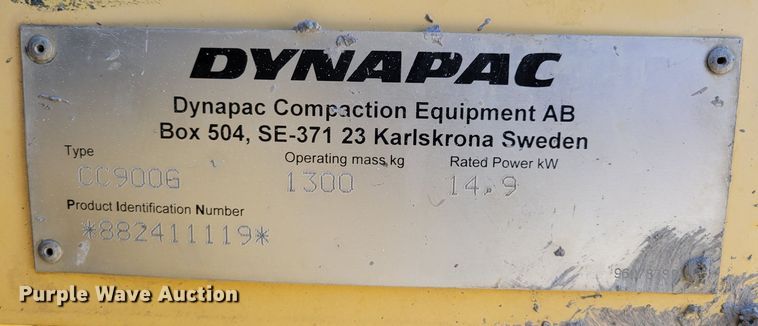 DYNAPAC
Dynapac Compaction Equipment AB
Box 504, SE-371 23 Karlskrona Sweden
Type Operating mass kg Rated Power kW
CC900G 1300 14.9
Product Identification Number
*882411119*
Purple Wave Auction